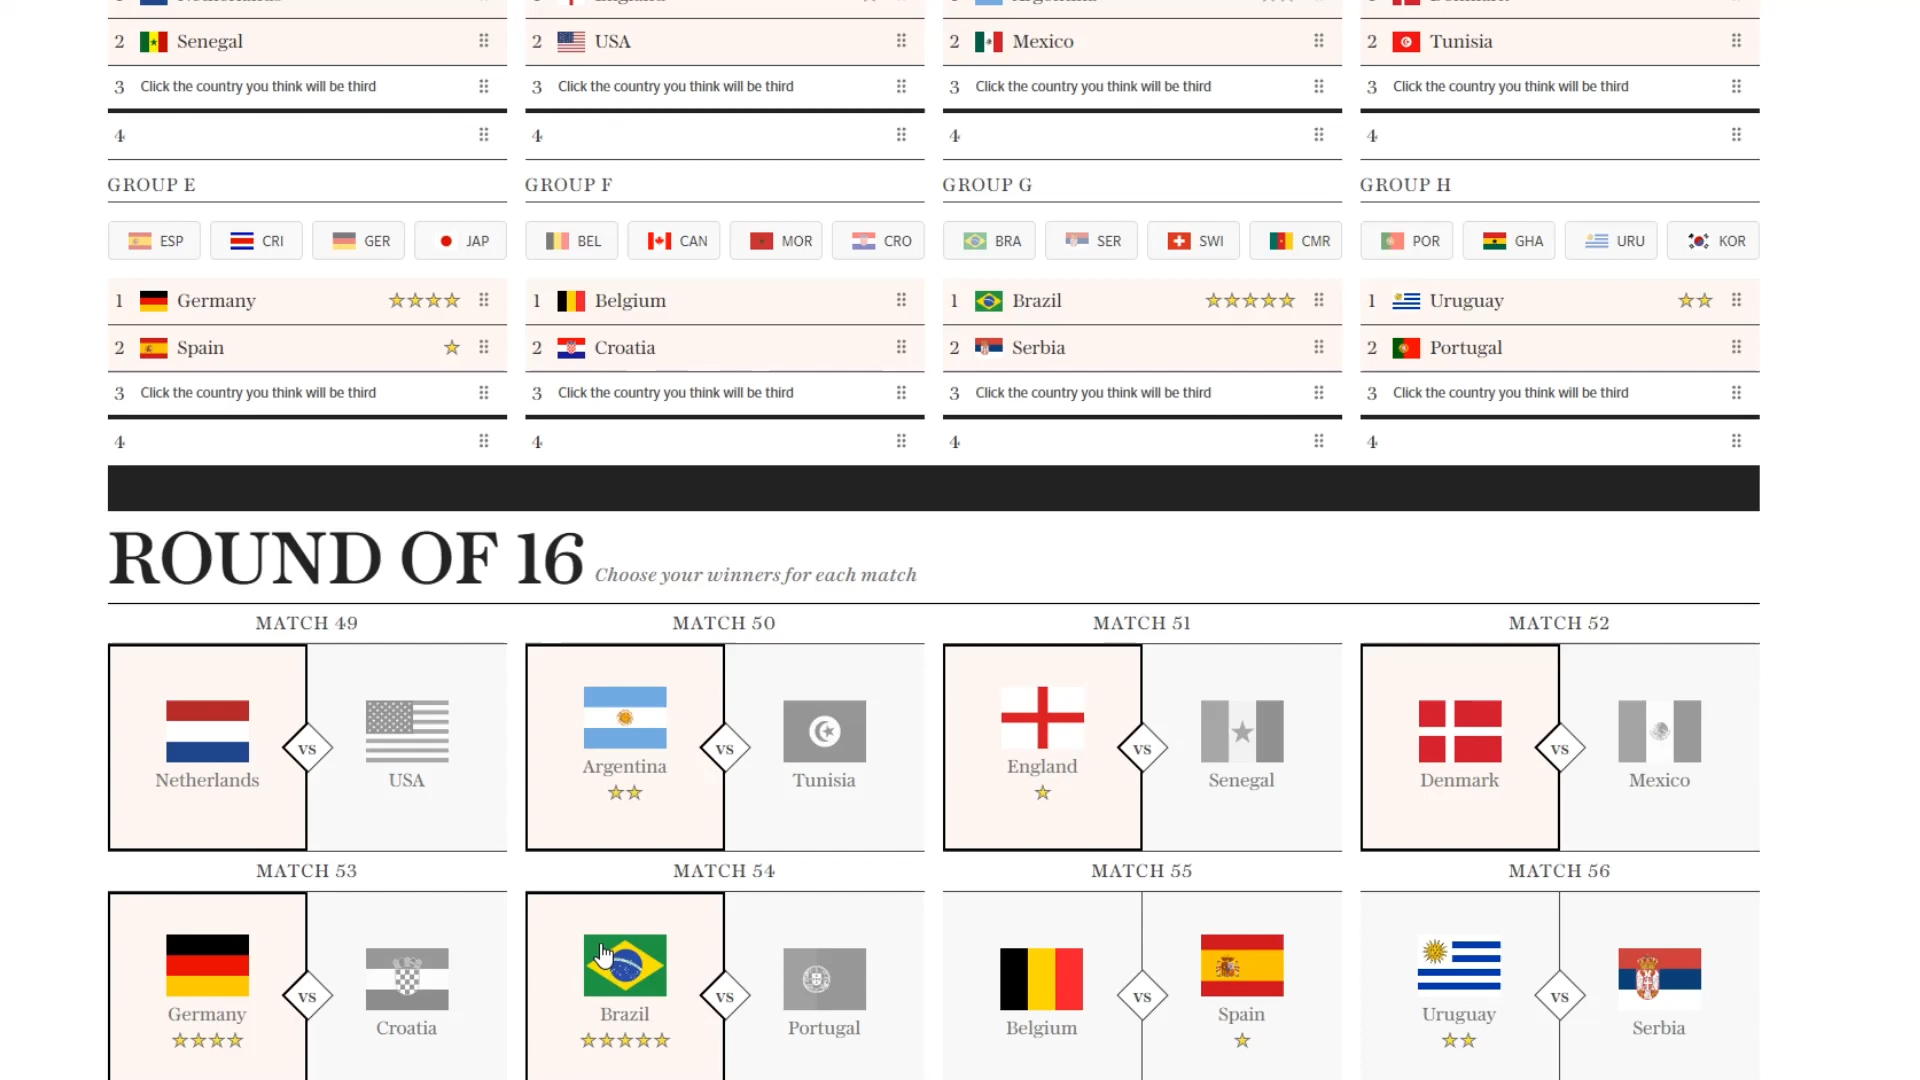 2 Senegal
2 USA
2 Mexico
2 Tunisia
3 Click the country you think will be third
3 Click the country you think will be third
3 Click the country you think will be third
3 Click the country you think will be third
4
4
4
4
GROUP E
GROUP F
GROUP G
GROUP H
ESP CRI GER JAP
BEL CAN MOR CRO
BRA SER SWI CMR
POR GHA URU KOR
1 Germany
1 Belgium
1 Brazil
1 Uruguay
2 Spain
2 Croatia
2 Serbia
2 Portugal
3 Click the country you think will be third
3 Click the country you think will be third
3 Click the country you think will be third
3 Click the country you think will be third
4
4
4
4
ROUND OF 16 Choose your winners for each match
MATCH 49
MATCH 50
MATCH 51
MATCH 52
Netherlands VS USA
Argentina VS Tunisia
England VS Senegal
Denmark VS Mexico
MATCH 53
MATCH 54
MATCH 55
MATCH 56
Germany VS Croatia
Brazil VS Portugal
Belgium VS Spain
Uruguay VS Serbia